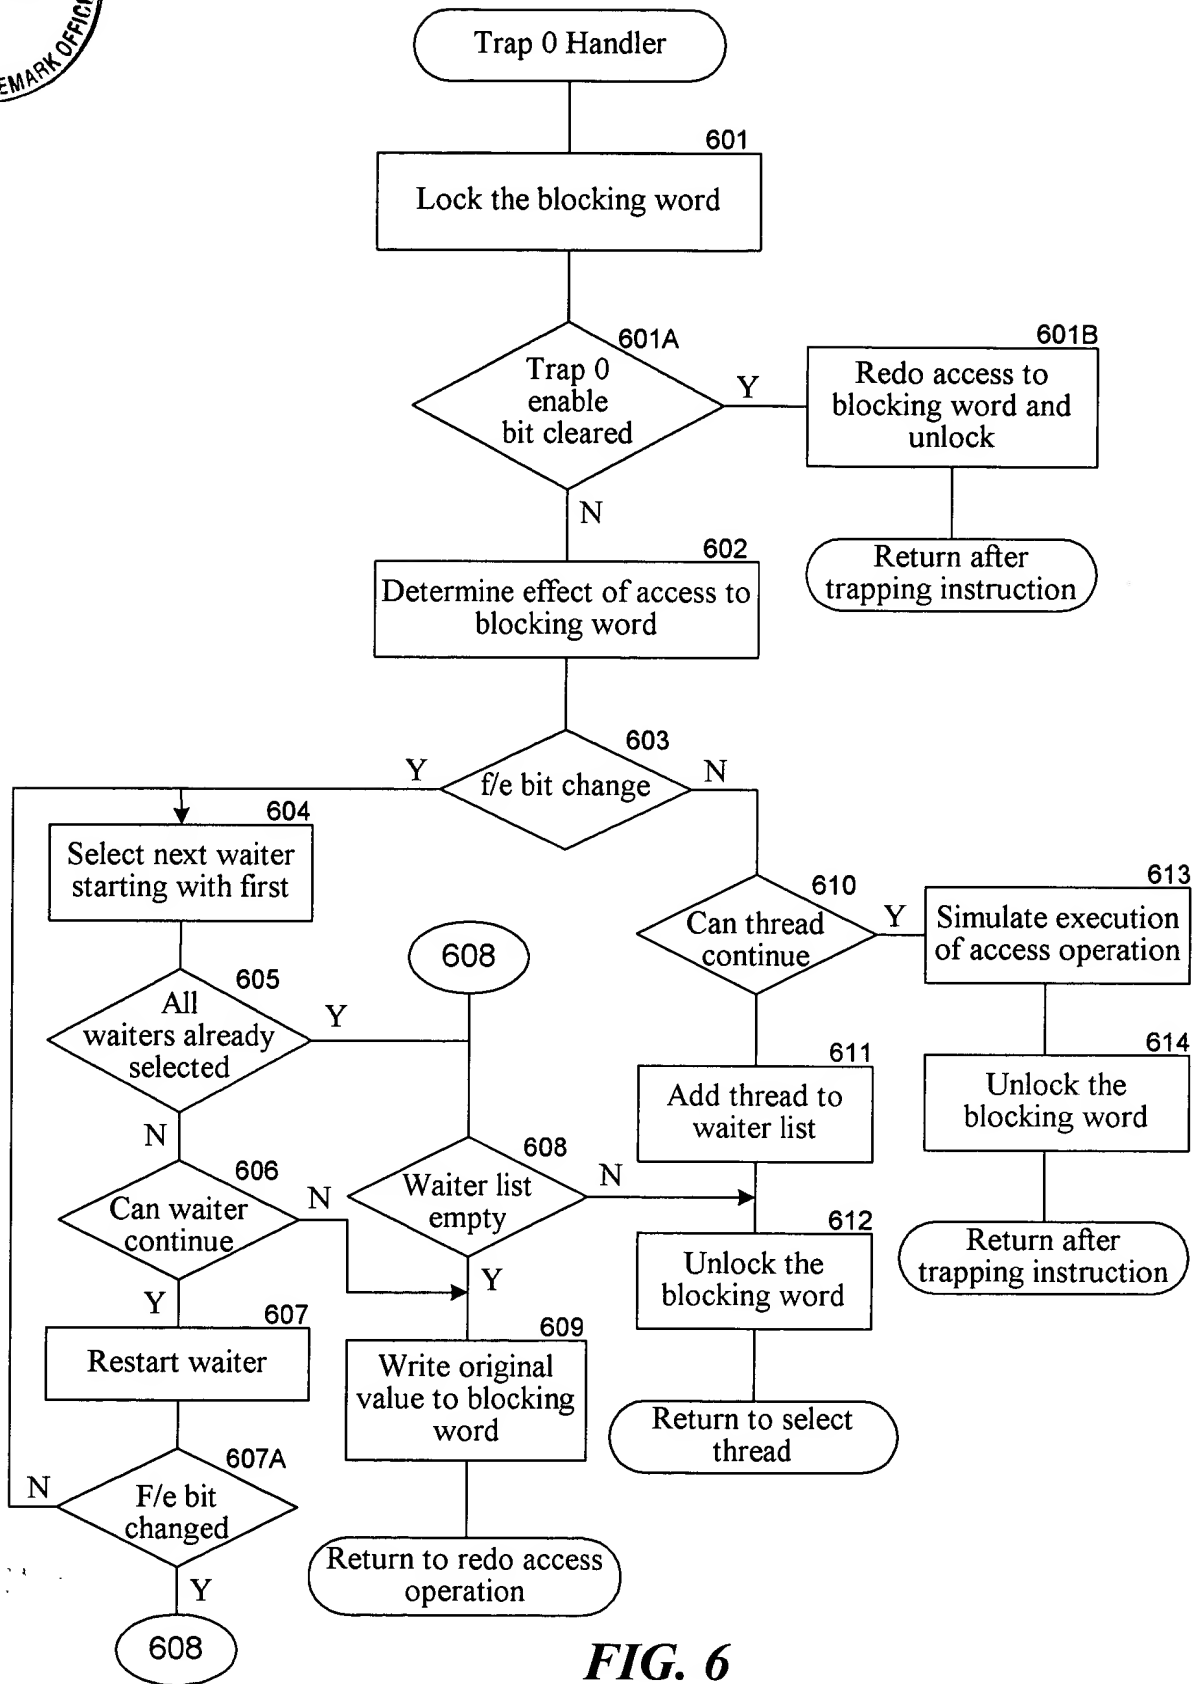 EMARK OFFIC
Trap 0 Handler
601
Lock the blocking word
601A
Trap 0
enable
bit cleared
Y
601B
Redo access to
blocking word and
unlock
N
Return after
trapping instruction
602
Determine effect of access to
blocking word
603
f/e bit change
Y
N
604
Select next waiter
starting with first
605
All
waiters already
selected
Y
N
608
606
Can waiter
continue
N
Y
608
Waiter list
empty
N
Y
607
Restart waiter
607A
F/e bit
changed
N
Y
608
609
Write original
value to blocking
word
Return to redo access
operation
610
Can thread
continue
Y
611
Add thread to
waiter list
612
Unlock the
blocking word
Return to select
thread
613
Simulate execution
of access operation
614
Unlock the
blocking word
Return after
trapping instruction
FIG. 6